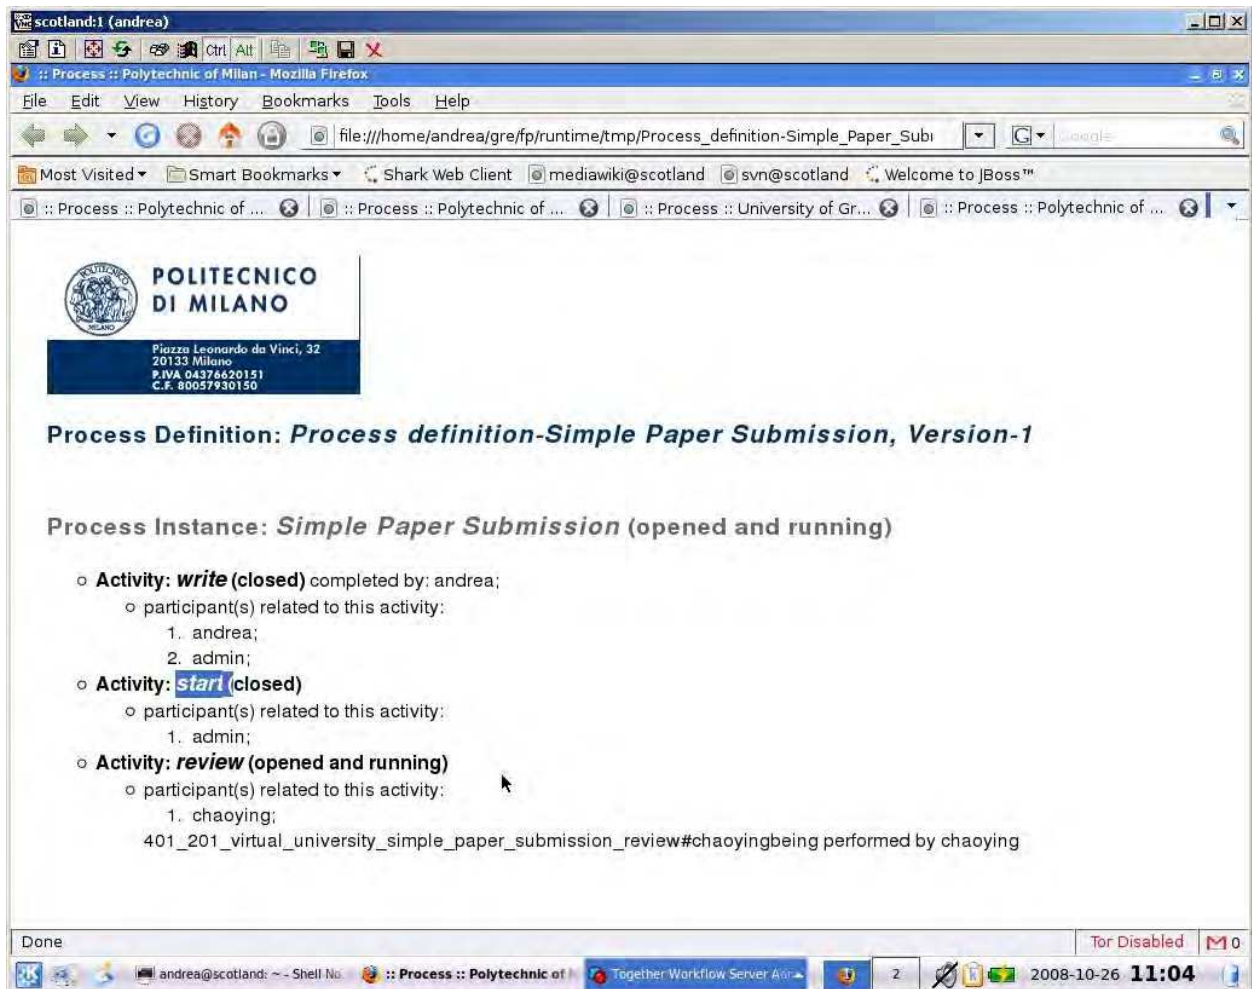 scotland:1 (andrea)
Ctrl Alt
:: Process :: Polytechnic of Milan - Mozilla Firefox
File Edit View History Bookmarks Tools Help
file:///home/andrea/gre/fp/runtime/tmp/Process_definition-Simple_Paper_Subi
G Google
Most Visited Smart Bookmarks Shark Web Client mediawiki@scotland svn@scotland Welcome to JBoss™
:: Process :: Polytechnic of ... :: Process :: Polytechnic of ... :: Process :: University of Gr... :: Process :: Polytechnic of ...
MILANO
POLITECNICO
DI MILANO
Piazza Leonardo da Vinci, 32
20133 Milano
P.IVA 04376620151
C.F. 80057930150
Process Definition: Process definition-Simple Paper Submission, Version-1
Process Instance: Simple Paper Submission (opened and running)
Activity: write (closed) completed by: andrea;
participant(s) related to this activity:
1. andrea;
2. admin;
Activity: start (closed)
participant(s) related to this activity:
1. admin;
Activity: review (opened and running)
participant(s) related to this activity:
1. chaoying;
401_201_virtual_university_simple_paper_submission_review#chaoyingbeing performed by chaoying
Done
Tor Disabled 0
andrea@scotland: ~ - Shell No :: Process :: Polytechnic of Together Workflow Server 2 2008-10-26 11:04